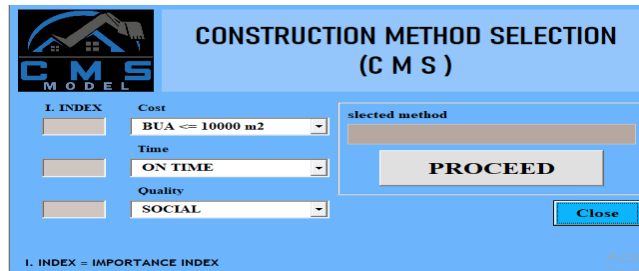 CONSTRUCTION METHOD SELECTION
(C M S)
CMS
MODEL
I. INDEX
Cost
BUA <= 10000 m2
Time
ON TIME
Quality
SOCIAL
slected method
PROCEED
Close
I. INDEX = IMPORTANCE INDEX